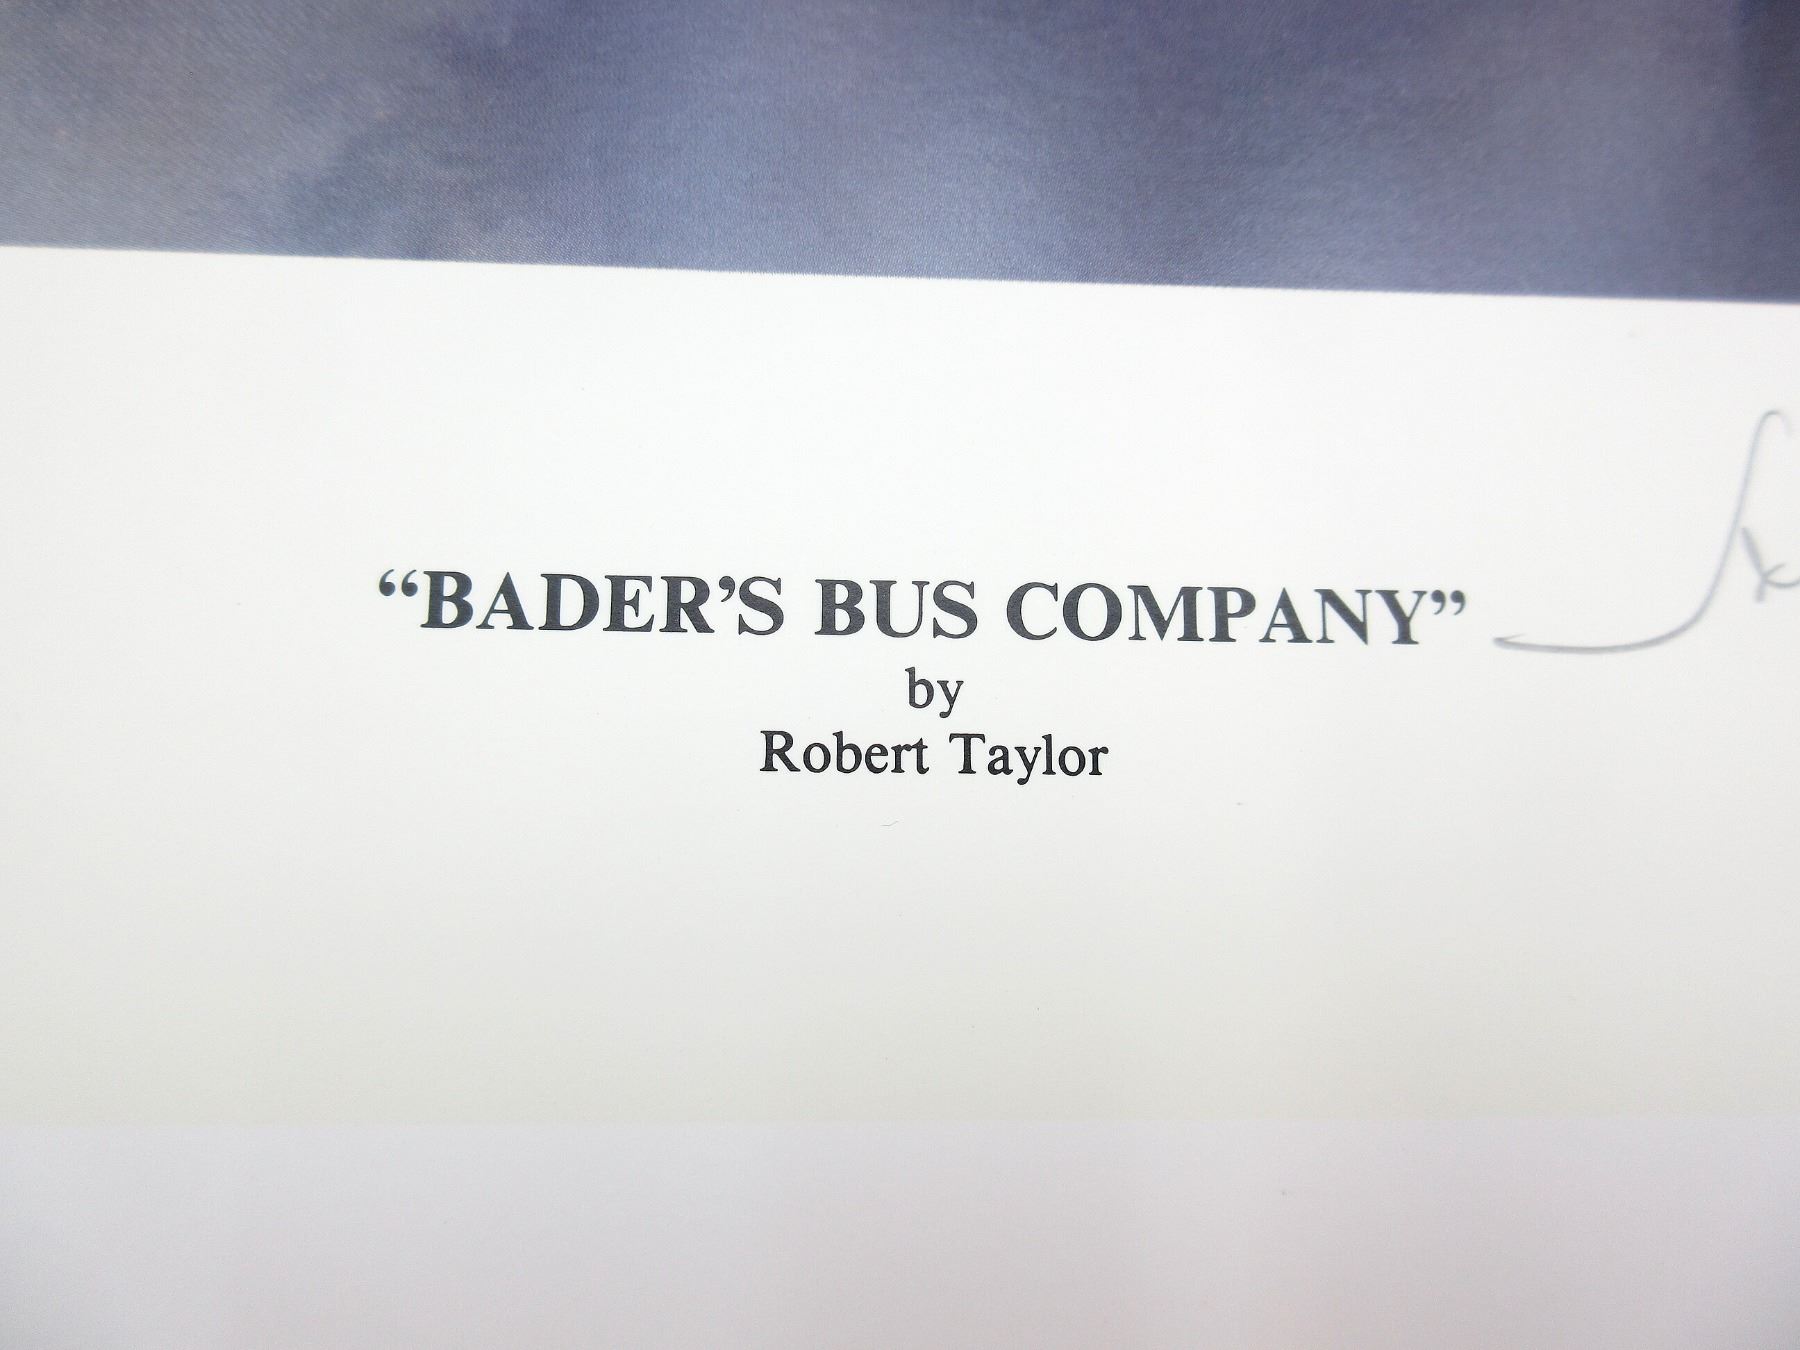 “BADER’S BUS COMPANY”
by
Robert Taylor